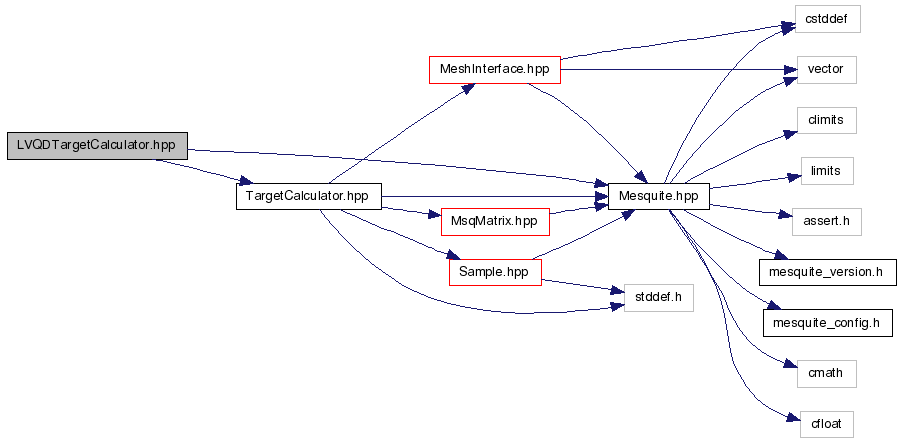 cstddef
MeshInterface.hpp
vector
climits
LVQDTargetCalculator.hpp
limits
TargetCalculator.hpp
Mesquite.hpp
MsqMatrix.hpp
assert.h
Sample.hpp
mesquite_version.h
stddef.h
mesquite_config.h
cmath
cfloat